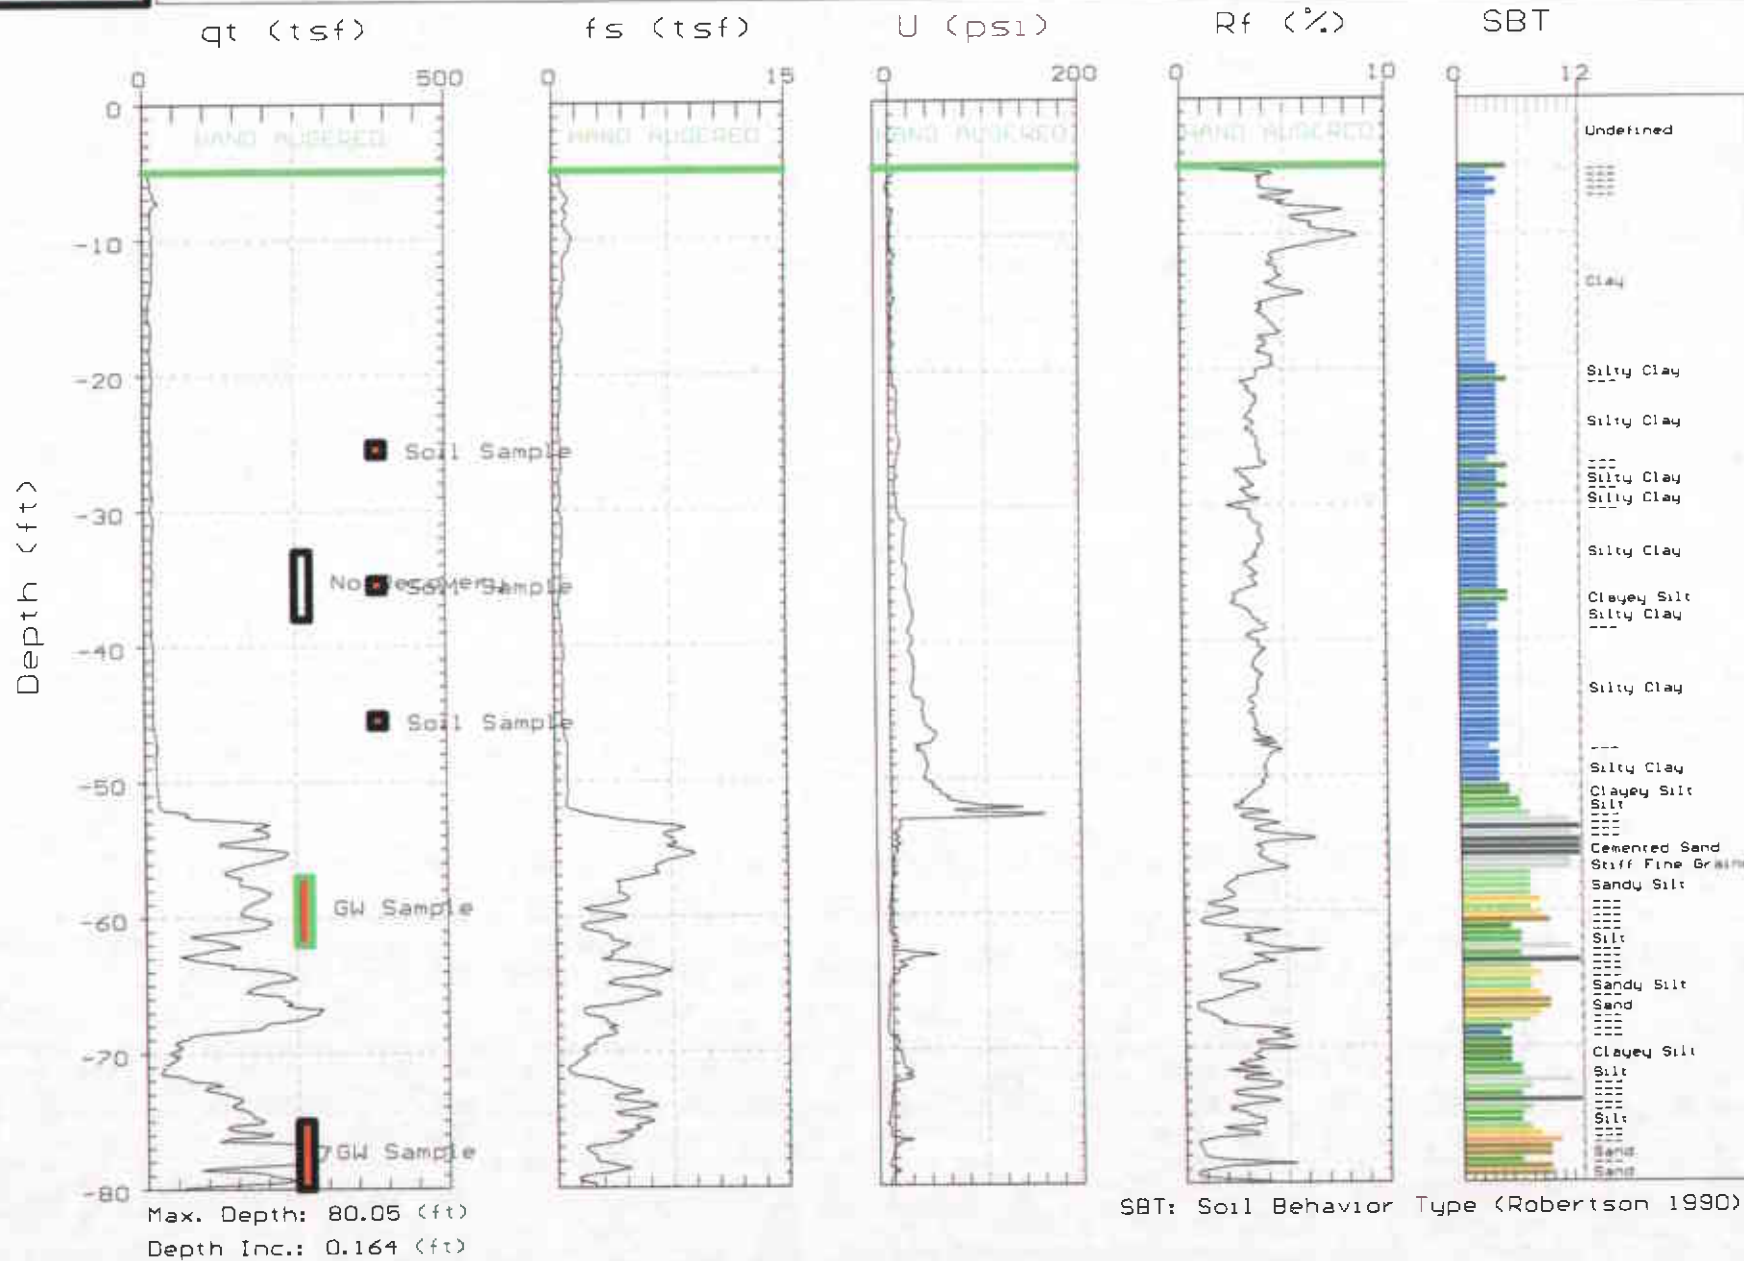 qt (tsf)
fs (tsf)
U (psi)
Rf (%)
SBT
0 500
0 15
0 200
0 10
0 12
HAND AUGERED
HAND AUGERED
HAND AUGERED
HAND AUGERED
Depth (ft)
0
-10
-20
-30
-40
-50
-60
-70
-80
Soil Sample
No Recovery
Soil Sample
Soil Sample
GW Sample
GW Sample
Undefined
Clay
Silty Clay
Silty Clay
Silty Clay
Silty Clay
Silty Clay
Clayey Silt
Silty Clay
Silty Clay
Silty Clay
Clayey Silt
Silt
Cemented Sand
Stiff Fine Grain
Sandy Silt
Silt
Sandy Silt
Sand
Clayey Silt
Silt
Silt
Sand
Sand
Max. Depth: 80.05 (ft)
Depth Inc.: 0.164 (ft)
SBT: Soil Behavior Type (Robertson 1990)